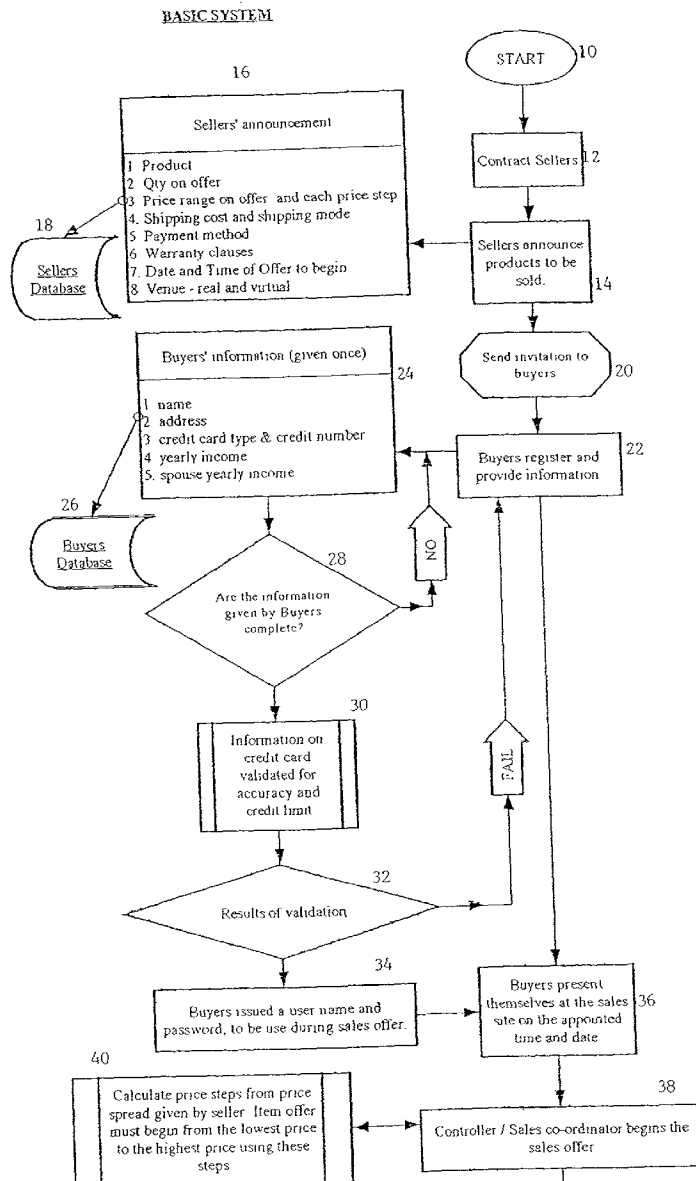 BASIC SYSTEM
START
10
16
Sellers' announcement
1 Product
2 Qty on offer
3 Price range on offer and each price step
4. Shipping cost and shipping mode
5 Payment method
6 Warranty clauses
7. Date and Time of Offer to begin
8 Venue - real and virtual
12
Contract Sellers
18
Sellers
Database
Sellers announce
products to be
sold.
14
Send invitation to
buyers
20
Buyers' information (given once)
24
1 name
2 address
3 credit card type & credit number
4 yearly income
5. spouse yearly income
22
Buyers register and
provide information
26
Buyers
Database
NO
28
Are the information
given by Buyers
complete?
30
Information on
credit card
validated for
accuracy and
credit limit
FAIL
32
Results of validation
34
Buyers issued a user name and
password, to be use during sales offer.
Buyers present
themselves at the sales
site on the appointed
time and date
36
40
Calculate price steps from price
spread given by seller Item offer
must begin from the lowest price
to the highest price using these
steps
38
Controller / Sales co-ordinator begins the
sales offer